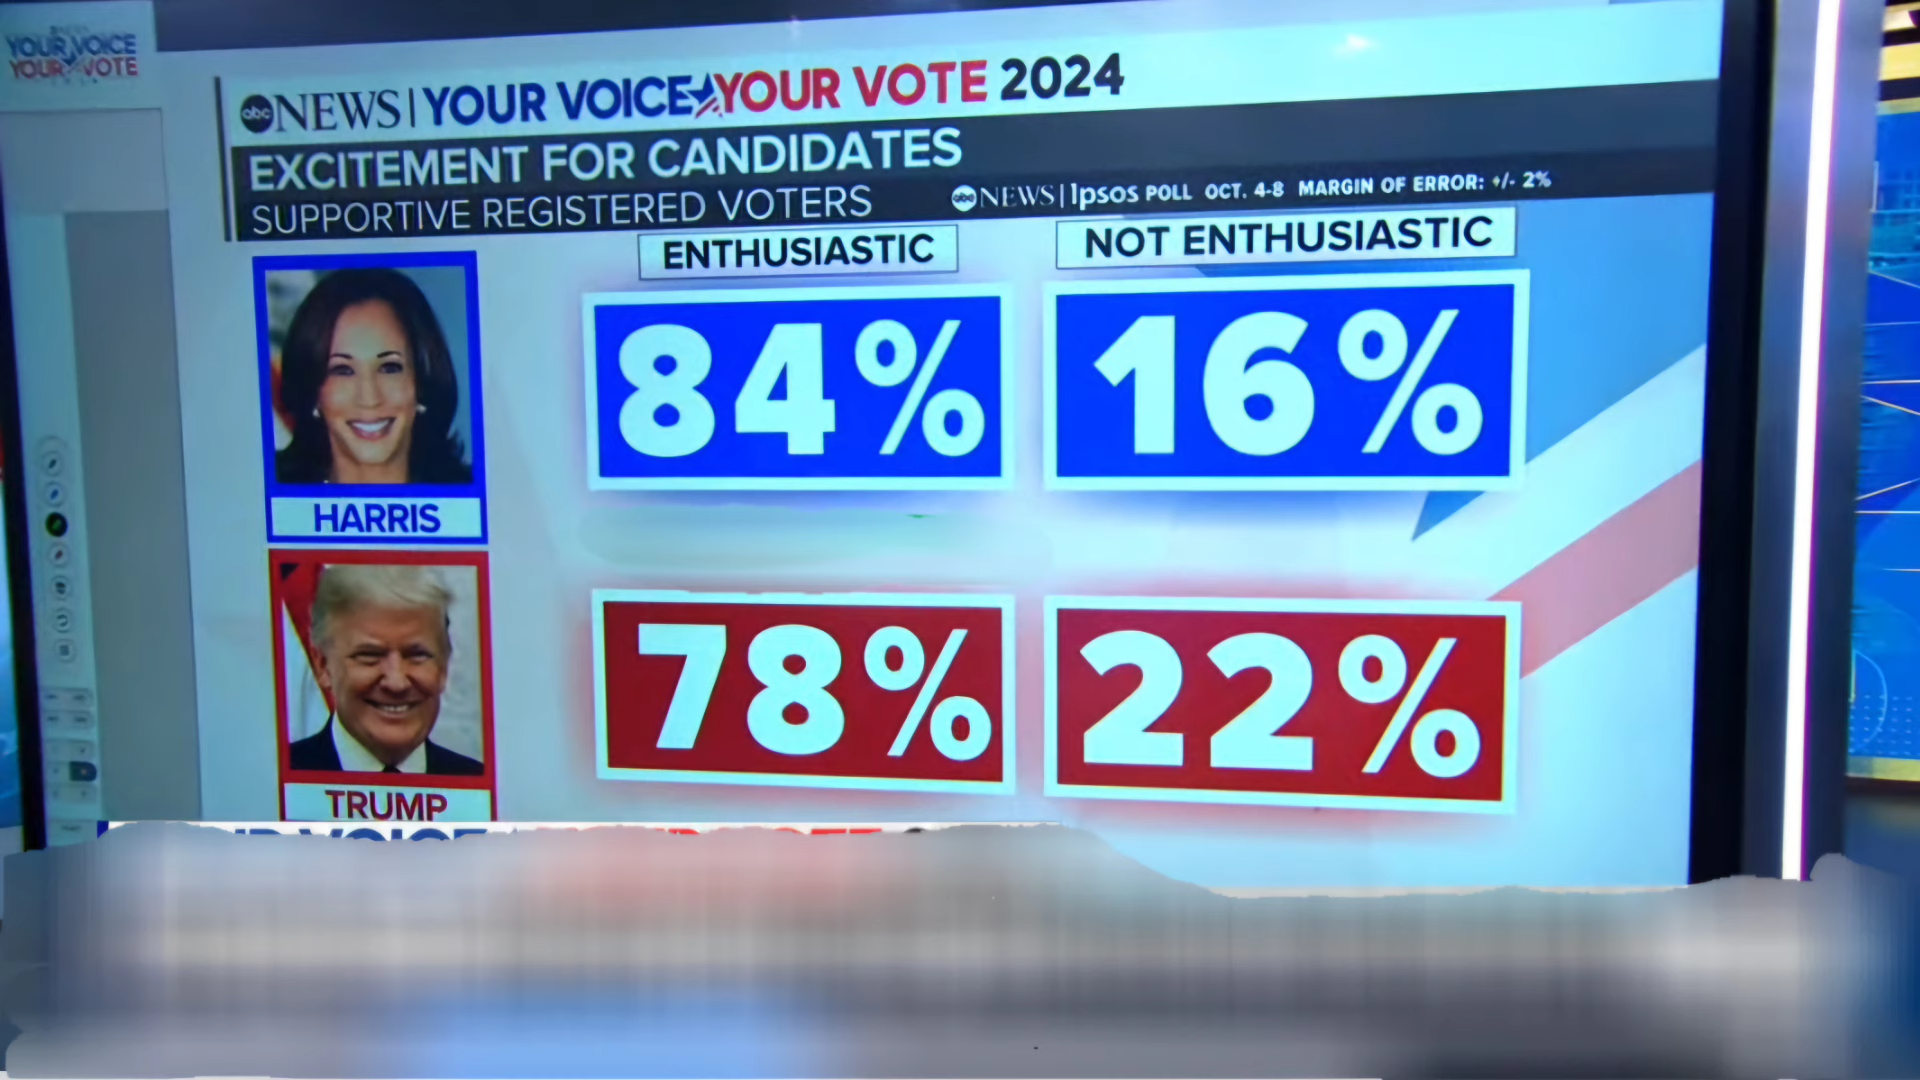 YOUR VOICE
YOUR VOTE
abc NEWS | YOUR VOICE YOUR VOTE 2024
EXCITEMENT FOR CANDIDATES
SUPPORTIVE REGISTERED VOTERS
abc NEWS | Ipsos POLL OCT. 4-8 MARGIN OF ERROR: +/- 2%
ENTHUSIASTIC
NOT ENTHUSIASTIC
84%
16%
HARRIS
78%
22%
TRUMP